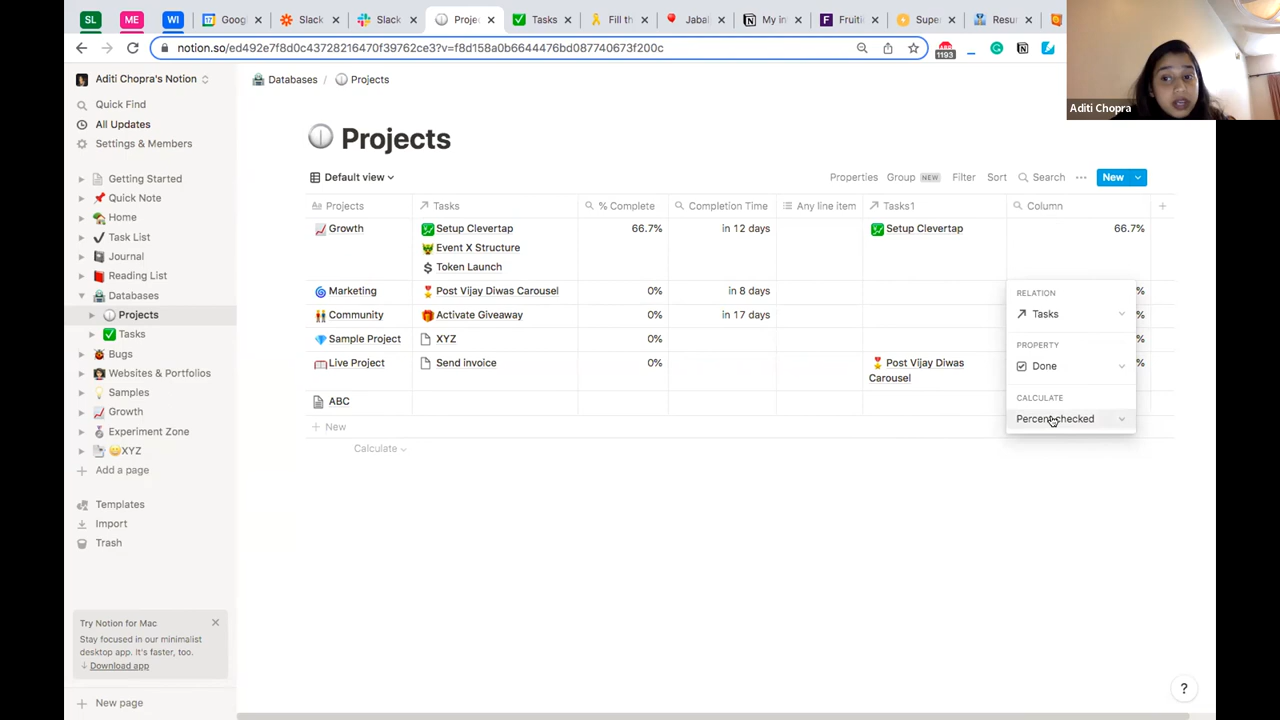 SL
ME
WI
Goog
Slack
Slack
Projec
Tasks
Fill th
Jabal
My in
Fruiti
Supe
Resu
notion.so/ed492e7f8d0c43728216470f39762ce3?v=f8d158a0b6644476bd087740673f200c
1193
Aditi Chopra
Aditi Chopra's Notion
Quick Find
All Updates
Settings & Members
Getting Started
Quick Note
Home
Task List
Journal
Reading List
Databases
Projects
Tasks
Bugs
Websites & Portfolios
Samples
Growth
Experiment Zone
XYZ
Add a page
Templates
Import
Trash
Try Notion for Mac
Stay focused in our minimalist
desktop app. It's faster, too.
Download app
New page
Databases / Projects
Projects
Default view
Properties Group NEW Filter Sort Search ... New
Projects Tasks % Complete Completion Time Any line item Tasks1 Column
Growth Setup Clevertap 66.7% in 12 days Setup Clevertap 66.7%
Event X Structure
Token Launch
Marketing Post Vijay Diwas Carousel 0% in 8 days %
Community Activate Giveaway 0% in 17 days %
Sample Project XYZ 0% %
Live Project Send invoice 0% Post Vijay Diwas %
Carousel
ABC
New
Calculate
RELATION
Tasks
PROPERTY
Done
CALCULATE
Percent checked
?